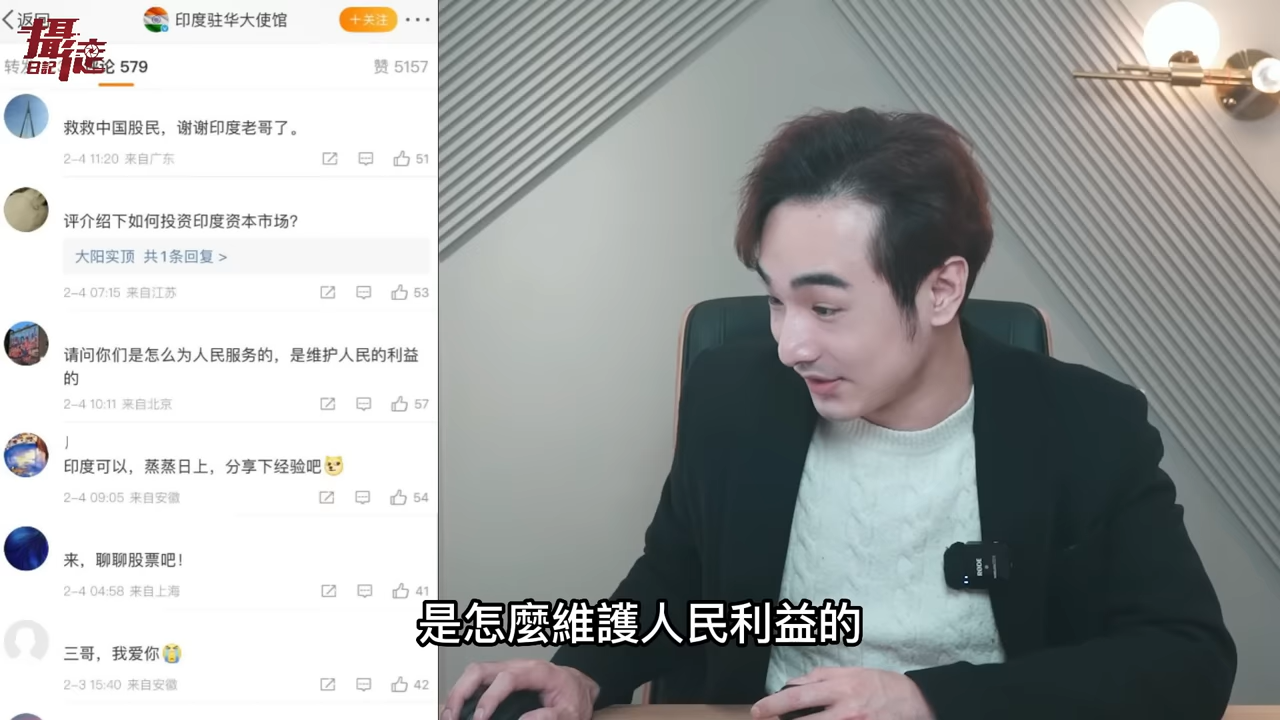 返回
印度驻华大使馆
+关注
攝徒
日記
转发
评论 579
赞 5157
救救中国股民，谢谢印度老哥了。
2-4 11:20 来自广东
51
评介绍下如何投资印度资本市场?
大阳实顶 共1条回复 >
2-4 07:15 来自江苏
53
请问你们是怎么为人民服务的，是维护人民的利益
的
2-4 10:11 来自北京
57
印度可以，蒸蒸日上，分享下经验吧
2-4 09:05 来自安徽
54
来，聊聊股票吧!
2-4 04:58 来自上海
41
三哥，我爱你
2-3 15:40 来自安徽
42
RODE
是怎麼維護人民利益的